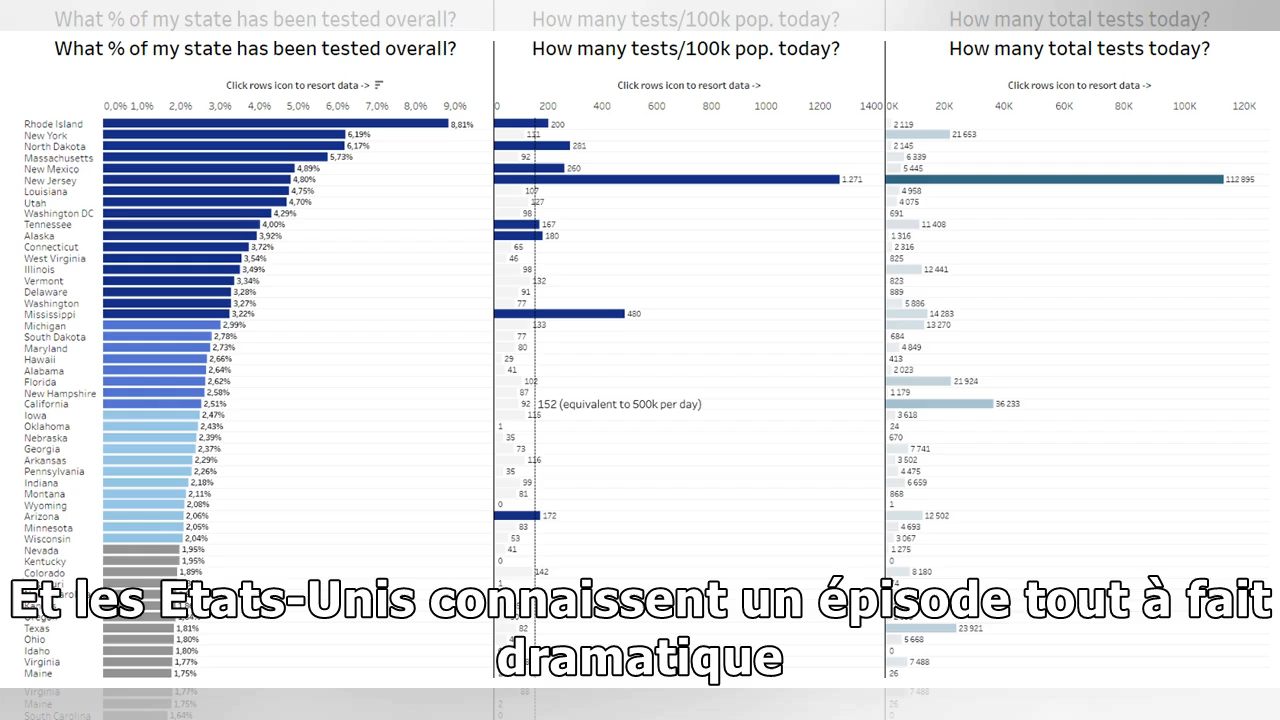 What % of my state has been tested overall? How many tests/100k pop. today? How many total tests today?
What % of my state has been tested overall? How many tests/100k pop. today? How many total tests today?
Click rows icon to resort data -> Click rows icon to resort data -> Click rows icon to resort data ->
0,0% 1,0% 2,0% 3,0% 4,0% 5,0% 6,0% 7,0% 8,0% 9,0% 0 200 400 600 800 1000 1200 1400 0K 20K 40K 60K 80K 100K 120K
Rhode Island 8,81% 200 2 119
New York 6,19% 111 21 653
North Dakota 6,17% 281 2 145
Massachusetts 5,73% 92 6 339
New Mexico 4,89% 260 5 445
New Jersey 4,80% 1 271 112 895
Louisiana 4,75% 107 4 958
Utah 4,70% 127 4 075
Washington DC 4,29% 98 691
Tennessee 4,00% 167 11 408
Alaska 3,92% 180 1 316
Connecticut 3,72% 65 2 316
West Virginia 3,54% 46 825
Illinois 3,49% 98 12 441
Vermont 3,34% 132 823
Delaware 3,28% 91 889
Washington 3,27% 77 5 886
Mississippi 3,22% 480 14 283
Michigan 2,99% 133 13 270
South Dakota 2,78% 77 684
Maryland 2,73% 80 4 849
Hawaii 2,66% 29 413
Alabama 2,64% 41 2 023
Florida 2,62% 102 21 924
New Hampshire 2,58% 87 1 179
California 2,51% 92 152 (equivalent to 500k per day) 36 233
Iowa 2,47% 115 3 618
Oklahoma 2,43% 1 24
Nebraska 2,39% 35 670
Georgia 2,37% 73 7 741
Arkansas 2,29% 116 3 502
Pennsylvania 2,26% 35 4 475
Indiana 2,18% 99 6 659
Montana 2,11% 81 868
Wyoming 2,08% 0 1
Arizona 2,06% 172 12 502
Minnesota 2,05% 83 4 693
Wisconsin 2,04% 53 3 067
Nevada 1,95% 41 1 275
Kentucky 1,95% 0 0
Colorado 1,89% 142 8 180
Et les Etats-Unis connaissent un épisode tout à fait
dramatique
Texas 1,81% 82 23 921
Ohio 1,80% 5 668
Idaho 1,80% 0
Virginia 1,77% 7 488
Maine 1,75% 26
Virginia 1,77% 88 7 488
Maine 1,75% 2 26
South Carolina 1,64% 0 0